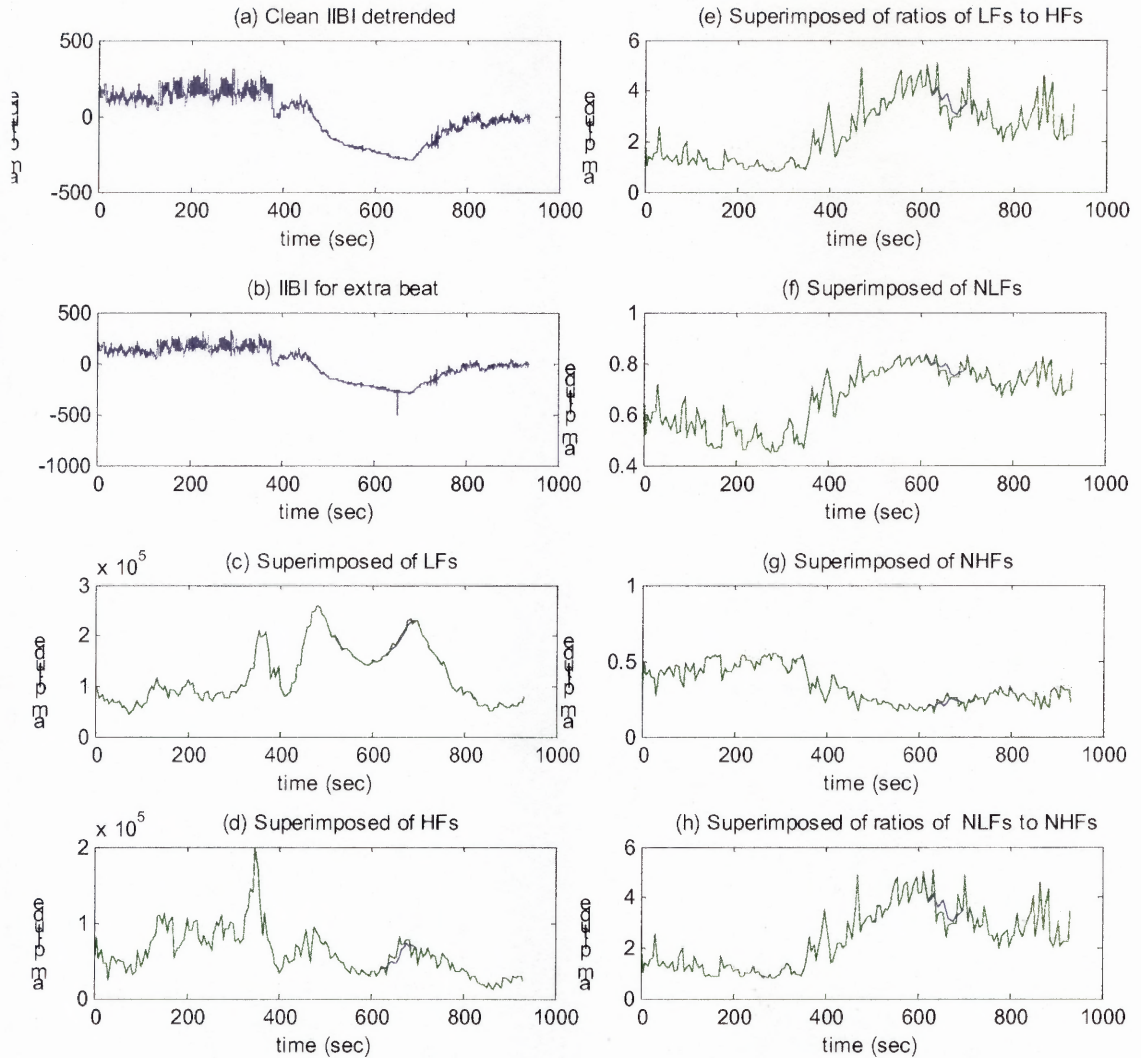 (a) Clean IIBI detrended
500
0
-500
0 200 400 600 800 1000
time (sec)
(b) IIBI for extra beat
500
0
-500
-1000
0 200 400 600 800 1000
time (sec)
x 10^5
(c) Superimposed of LFs
3
2
1
0
0 200 400 600 800 1000
time (sec)
x 10^5
(d) Superimposed of HFs
2
1
0
0 200 400 600 800 1000
time (sec)
(e) Superimposed of ratios of LFs to HFs
6
4
2
0
0 200 400 600 800 1000
time (sec)
(f) Superimposed of NLFs
1
0.8
0.6
0.4
0 200 400 600 800 1000
time (sec)
(g) Superimposed of NHFs
1
0.5
0
0 200 400 600 800 1000
time (sec)
(h) Superimposed of ratios of NLFs to NHFs
6
4
2
0
0 200 400 600 800 1000
time (sec)